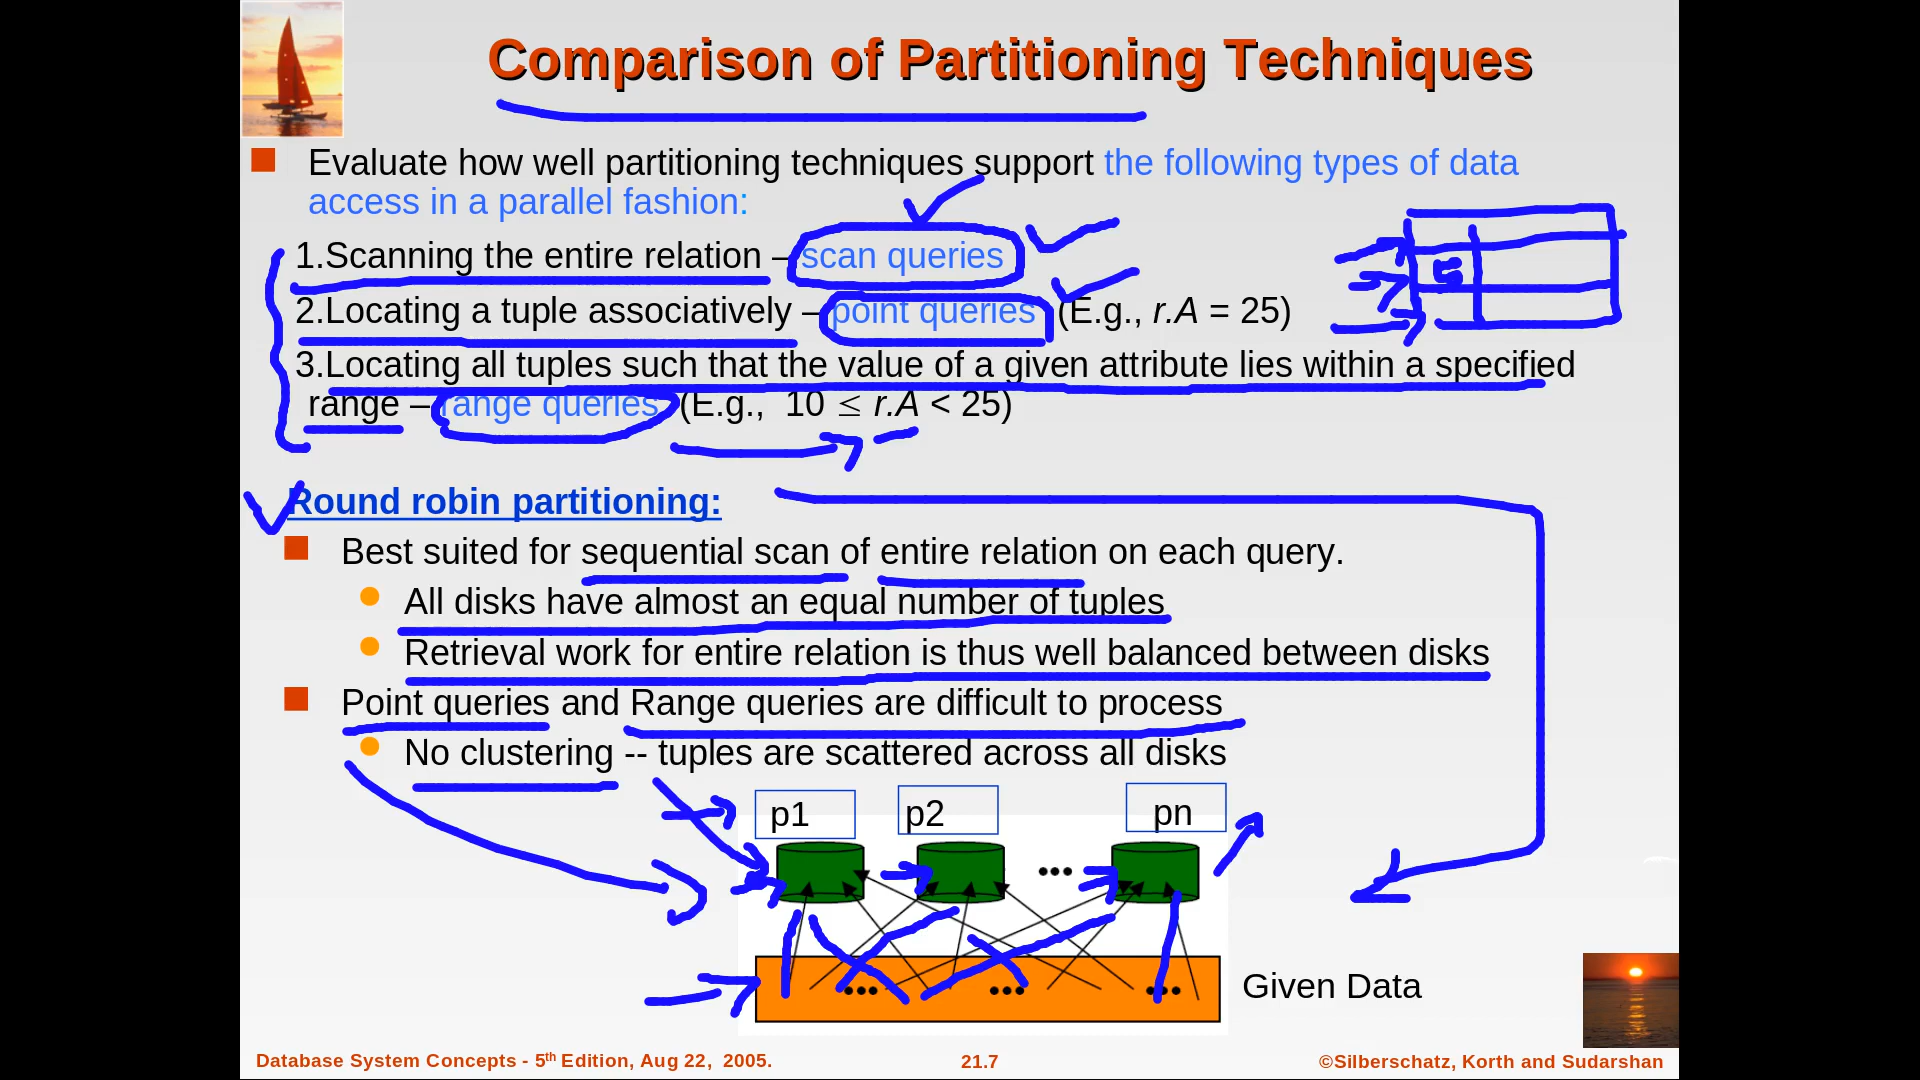 Comparison of Partitioning Techniques
Evaluate how well partitioning techniques support the following types of data
access in a parallel fashion:
1.Scanning the entire relation – scan queries
2.Locating a tuple associatively – point queries (E.g., r.A = 25)
3.Locating all tuples such that the value of a given attribute lies within a specified
range – range queries (E.g., 10 ≤ r.A < 25)
Round robin partitioning:
Best suited for sequential scan of entire relation on each query.
All disks have almost an equal number of tuples
Retrieval work for entire relation is thus well balanced between disks
Point queries and Range queries are difficult to process
No clustering -- tuples are scattered across all disks
p1 p2 pn
Given Data
Database System Concepts - 5th Edition, Aug 22, 2005. 21.7 ©Silberschatz, Korth and Sudarshan